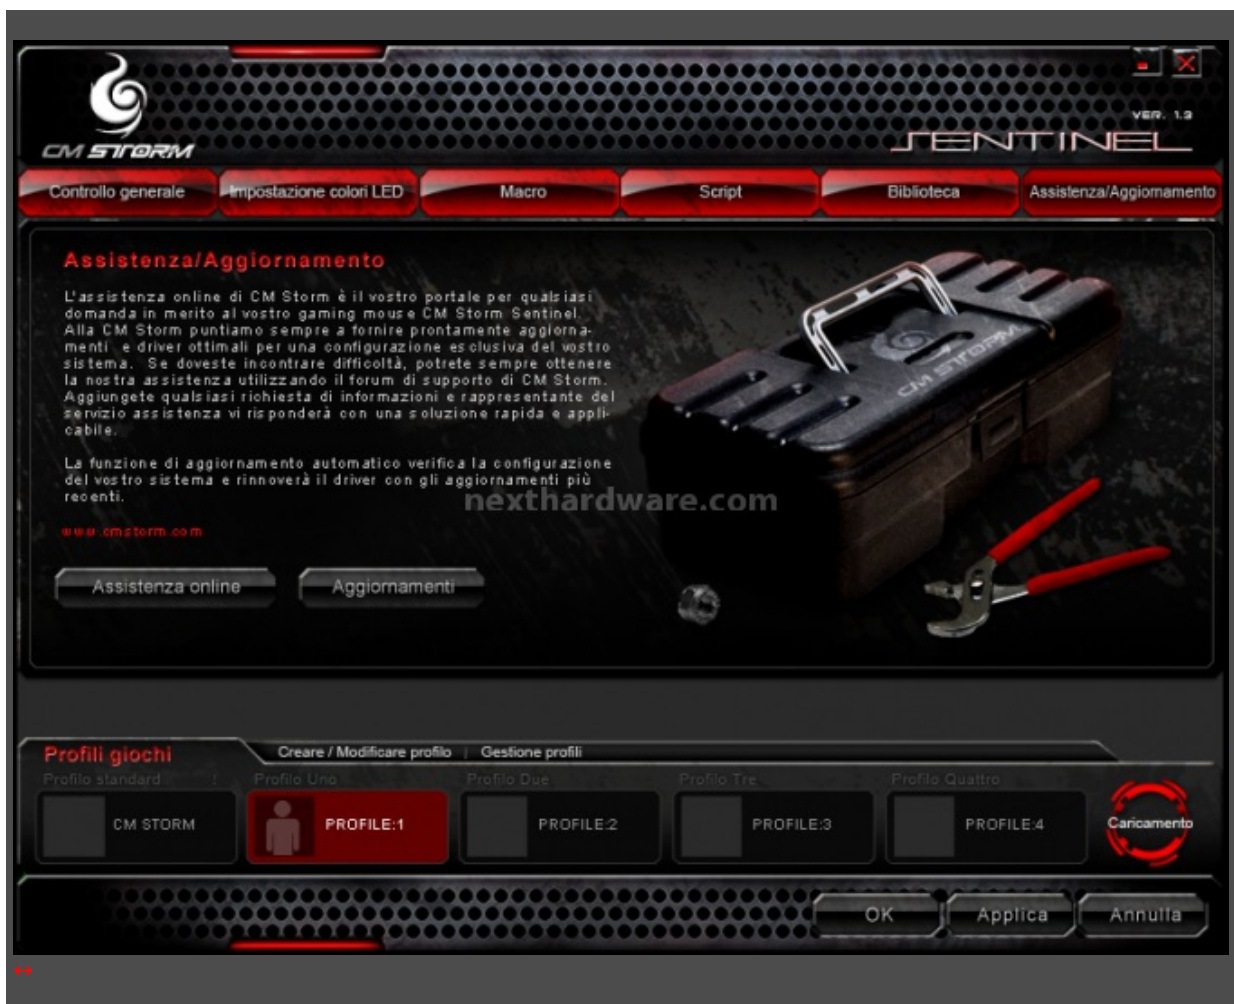 CM STORM
VER. 1.3
SENTINEL
Controllo generale
Impostazione colori LED
Macro
Script
Biblioteca
Assistenza/Aggiornamento
Assistenza/Aggiornamento
L'assistenza online di CM Storm è il vostro portale per qualsiasi
domanda in merito al vostro gaming mouse CM Storm Sentinel.
Alla CM Storm puntiamo sempre a fornire prontamente aggiorna-
menti e driver ottimali per una configurazione esclusiva del vostro
sistema. Se doveste incontrare difficoltà, potrete sempre ottenere
la nostra assistenza utilizzando il forum di supporto di CM Storm.
Aggiungete qualsiasi richiesta di informazioni e rappresentante del
servizio assistenza vi risponderà con una soluzione rapida e appli-
cabile.
La funzione di aggiornamento automatico verifica la configurazione
del vostro sistema e rinnoverà il driver con gli aggiornamenti più
recenti.
www.cmstorm.com
Assistenza online
Aggiornamenti
CM STORM
nexthardware.com
Profili giochi
Creare / Modificare profilo | Gestione profili
Profilo standard :
Profilo Uno
Profilo Due
Profilo Tre
Profilo Quattro
CM STORM
PROFILE:1
PROFILE:2
PROFILE:3
PROFILE:4
Caricamento
OK
Applica
Annulla